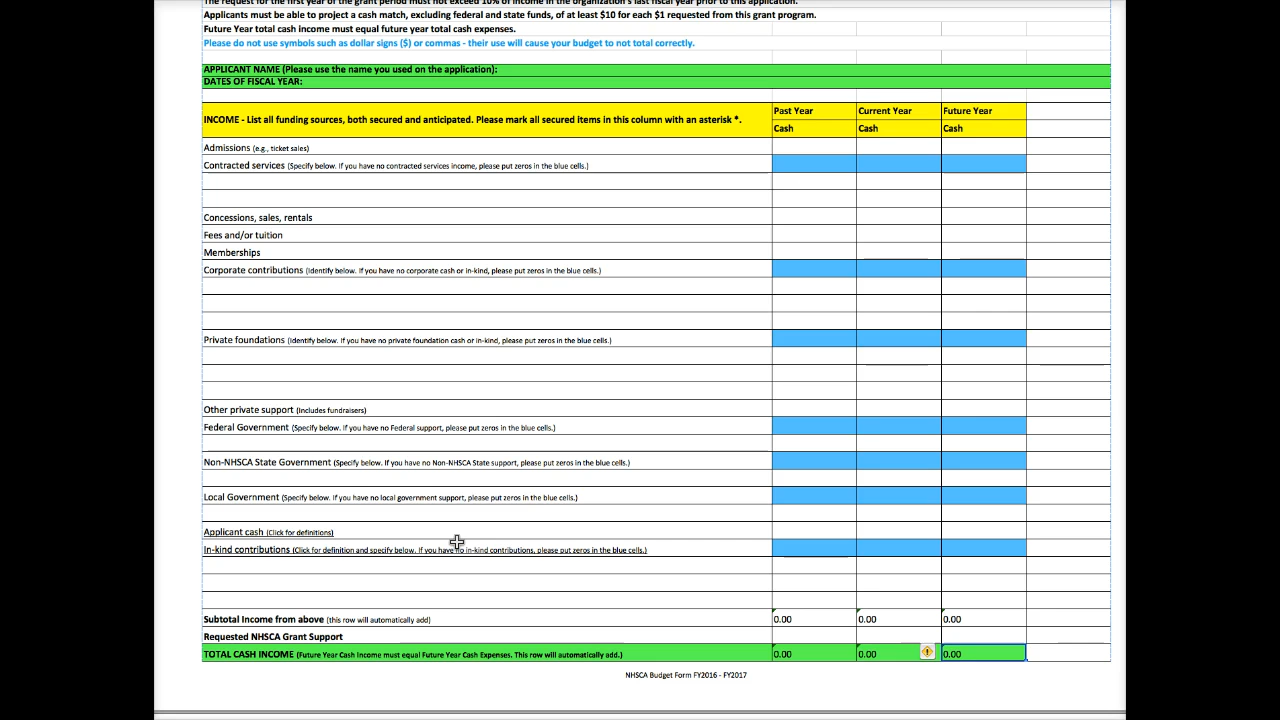 The request for the first year of the grant period must not exceed 10% of income in the organization's last fiscal year prior to this application.
Applicants must be able to project a cash match, excluding federal and state funds, of at least $10 for each $1 requested from this grant program.
Future Year total cash income must equal future year total cash expenses.
Please do not use symbols such as dollar signs ($) or commas - their use will cause your budget to not total correctly.
APPLICANT NAME (Please use the name you used on the application):
DATES OF FISCAL YEAR:
INCOME - List all funding sources, both secured and anticipated. Please mark all secured items in this column with an asterisk *.
Past Year Current Year Future Year
Cash Cash Cash
Admissions (e.g., ticket sales)
Contracted services (Specify below. If you have no contracted services income, please put zeros in the blue cells.)
Concessions, sales, rentals
Fees and/or tuition
Memberships
Corporate contributions (Identify below. If you have no corporate cash or in-kind, please put zeros in the blue cells.)
Private foundations (Identify below. If you have no private foundation cash or in-kind, please put zeros in the blue cells.)
Other private support (Includes fundraisers)
Federal Government (Specify below. If you have no Federal support, please put zeros in the blue cells.)
Non-NHSCA State Government (Specify below. If you have no Non-NHSCA State support, please put zeros in the blue cells.)
Local Government (Specify below. If you have no local government support, please put zeros in the blue cells.)
Applicant cash (Click for definitions)
In-kind contributions (Click for definition and specify below. If you have no in-kind contributions, please put zeros in the blue cells.)
Subtotal Income from above (this row will automatically add) 0.00 0.00 0.00
Requested NHSCA Grant Support
TOTAL CASH INCOME (Future Year Cash Income must equal Future Year Cash Expenses. This row will automatically add.) 0.00 0.00 0.00
NHSCA Budget Form FY2016 - FY2017